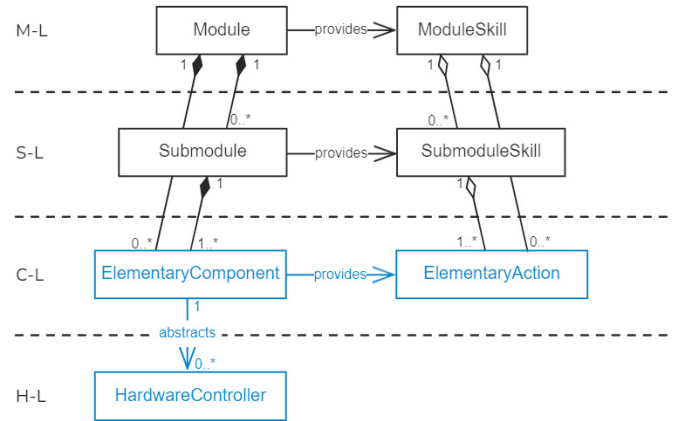 M-L
Module
provides
ModuleSkill
1
1
1
1
0..*
0..*
S-L
Submodule
provides
SubmoduleSkill
1
1
0..*
1..*
1..*
0..*
C-L
ElementaryComponent
provides
ElementaryAction
1
abstracts
0..*
H-L
HardwareController